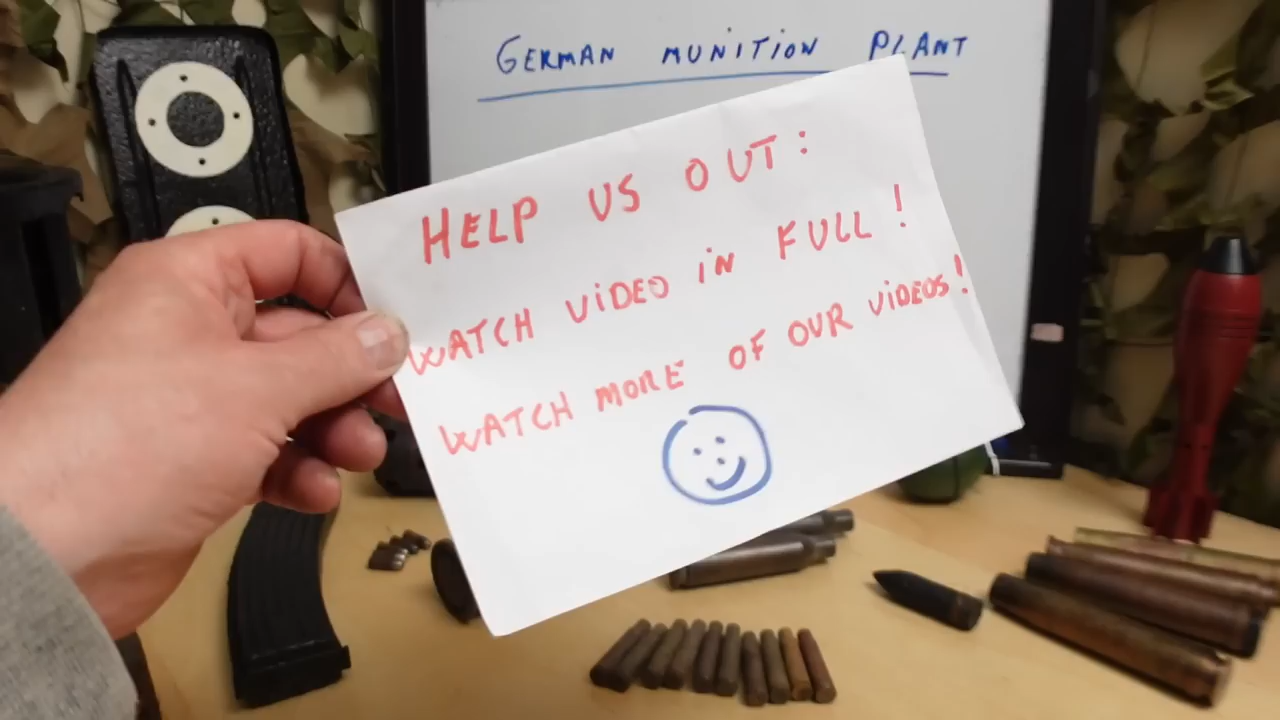 GERMAN MUNITION PLANT
HELP US OUT:
WATCH VIDEO IN FULL!
WATCH MORE OF OUR VIDEOS!